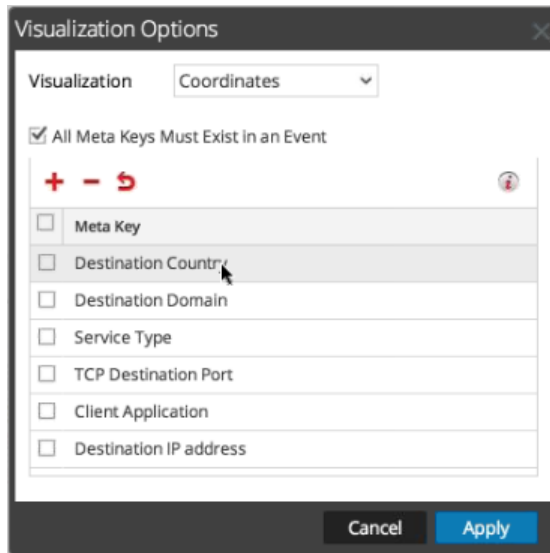 Visualization Options
Visualization Coordinates
All Meta Keys Must Exist in an Event
Meta Key
Destination Country
Destination Domain
Service Type
TCP Destination Port
Client Application
Destination IP address
Cancel Apply